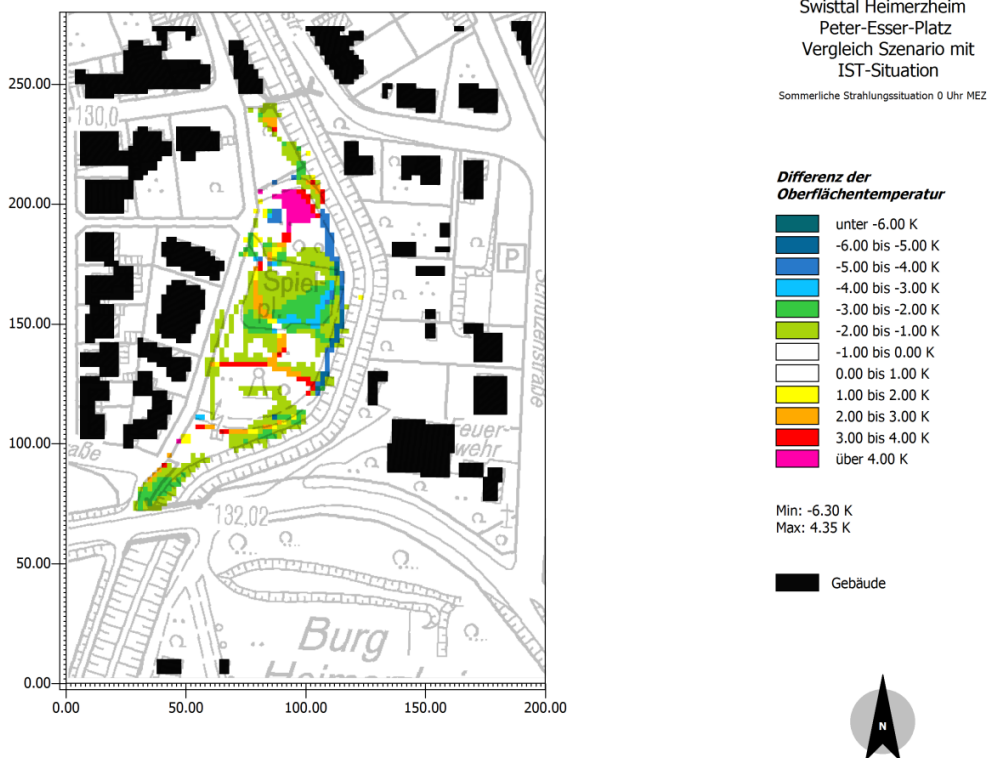 Swisttal Heimerzheim
Peter-Esser-Platz
Vergleich Szenario mit
IST-Situation
Sommerliche Strahlungssituation 0 Uhr MEZ
Differenz der
Oberflächentemperatur
unter -6.00 K
-6.00 bis -5.00 K
-5.00 bis -4.00 K
-4.00 bis -3.00 K
-3.00 bis -2.00 K
-2.00 bis -1.00 K
-1.00 bis 0.00 K
0.00 bis 1.00 K
1.00 bis 2.00 K
2.00 bis 3.00 K
3.00 bis 4.00 K
über 4.00 K
Min: -6.30 K
Max: 4.35 K
Gebäude
N
250.00
200.00
150.00
100.00
50.00
0.00
0.00
50.00
100.00
150.00
200.00
130,0
P
Spiel
pl.
aße
Feuer-
wehr
132,02
Burg